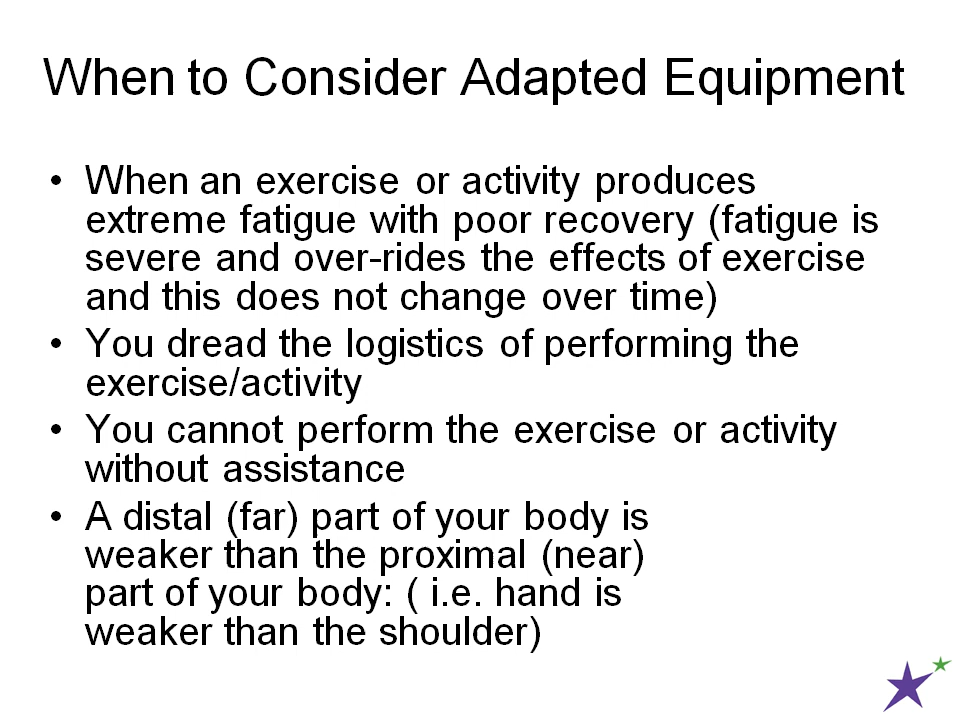 When to Consider Adapted Equipment
• When an exercise or activity produces
extreme fatigue with poor recovery (fatigue is
severe and over-rides the effects of exercise
and this does not change over time)
• You dread the logistics of performing the
exercise/activity
• You cannot perform the exercise or activity
without assistance
• A distal (far) part of your body is
weaker than the proximal (near)
part of your body: ( i.e. hand is
weaker than the shoulder)